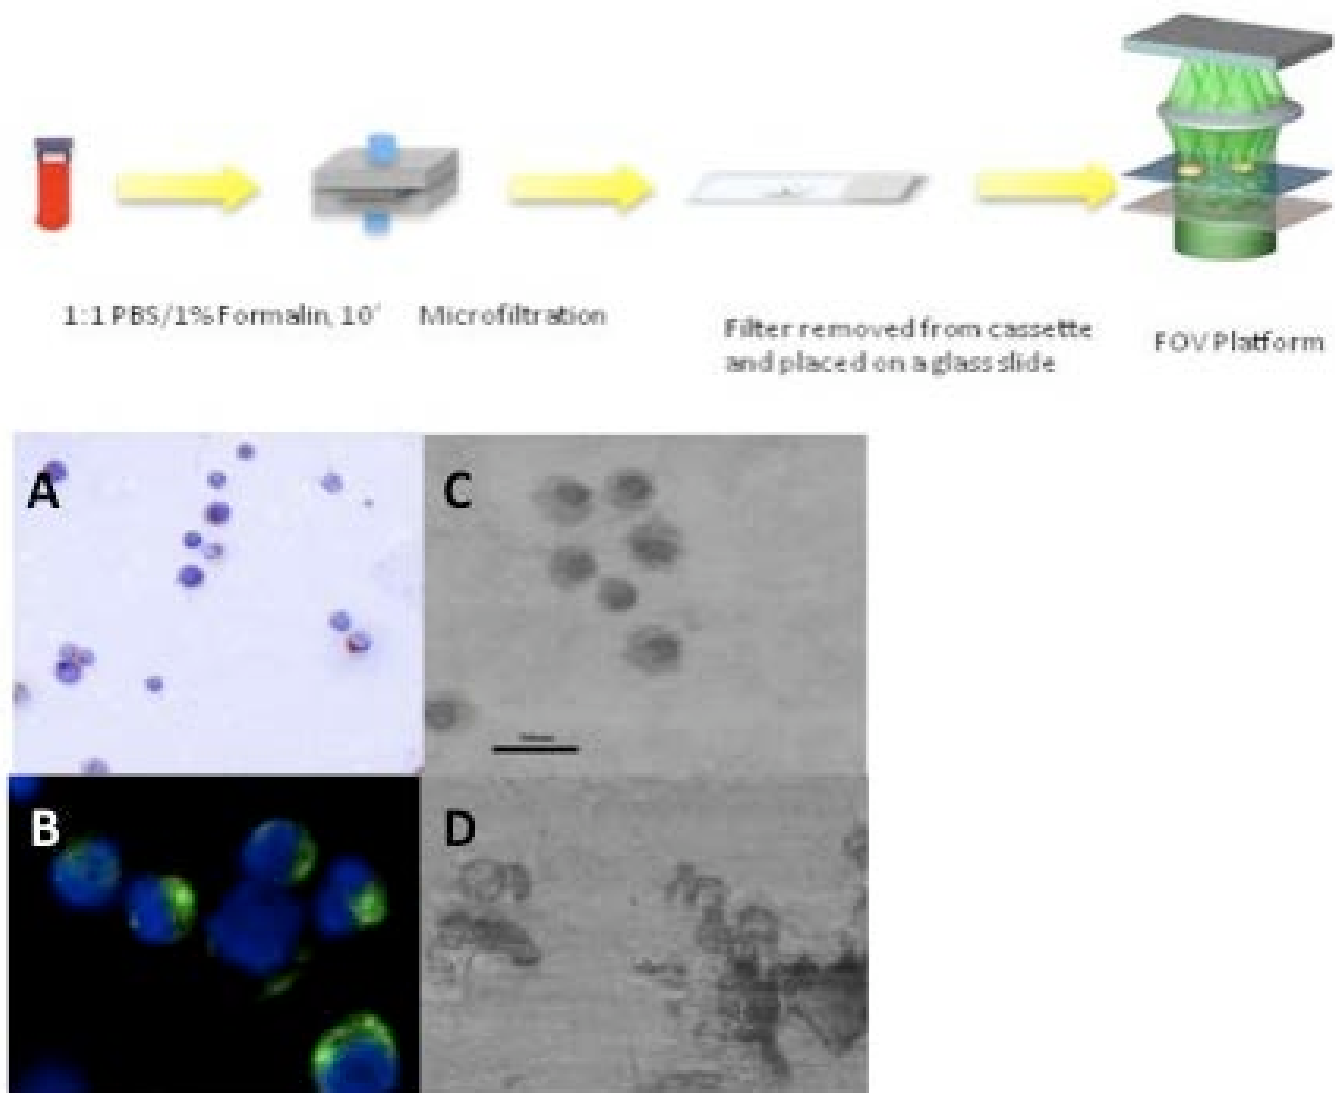 1:1 PBS/1% Formalin, 10'
Microfiltration
Filter removed from cassette
and placed on a glass slide
FOV Platform
A
C
B
D